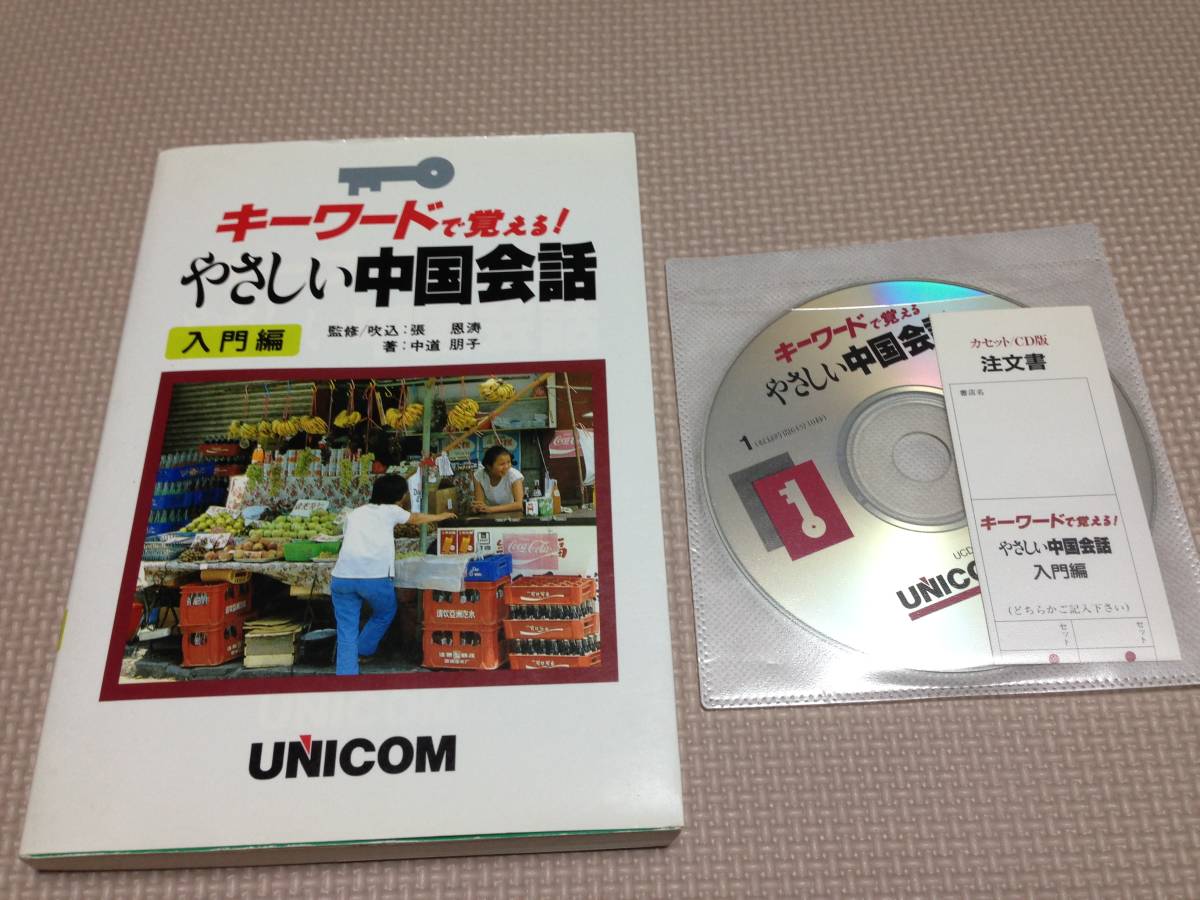 キーワードで覚える!
やさしい中国会話
入門編
監修/吹込:張 恩濤
著:中道 朋子
Coca-Cola
UNICOM
キーワードで覚える
やさしい中国会
1
UCD
UNICO
カセット/CD版
注文書
書店名
キーワードで覚える!
やさしい中国会話
入門編
(どちらかご記入下さい)
セット
セット